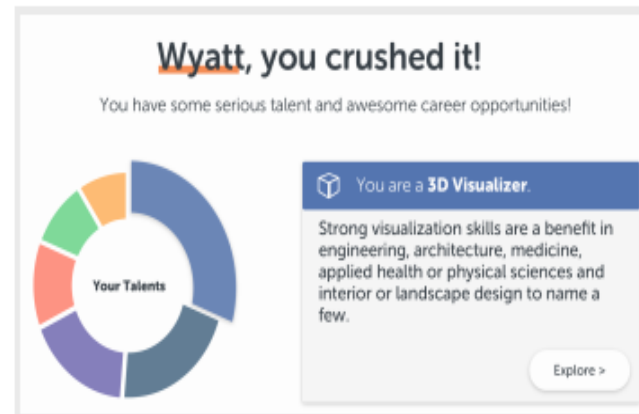 Wyatt, you crushed it!
You have some serious talent and awesome career opportunities!
Your Talents
You are a 3D Visualizer.
Strong visualization skills are a benefit in
engineering, architecture, medicine,
applied health or physical sciences and
interior or landscape design to name a
few.
Explore >